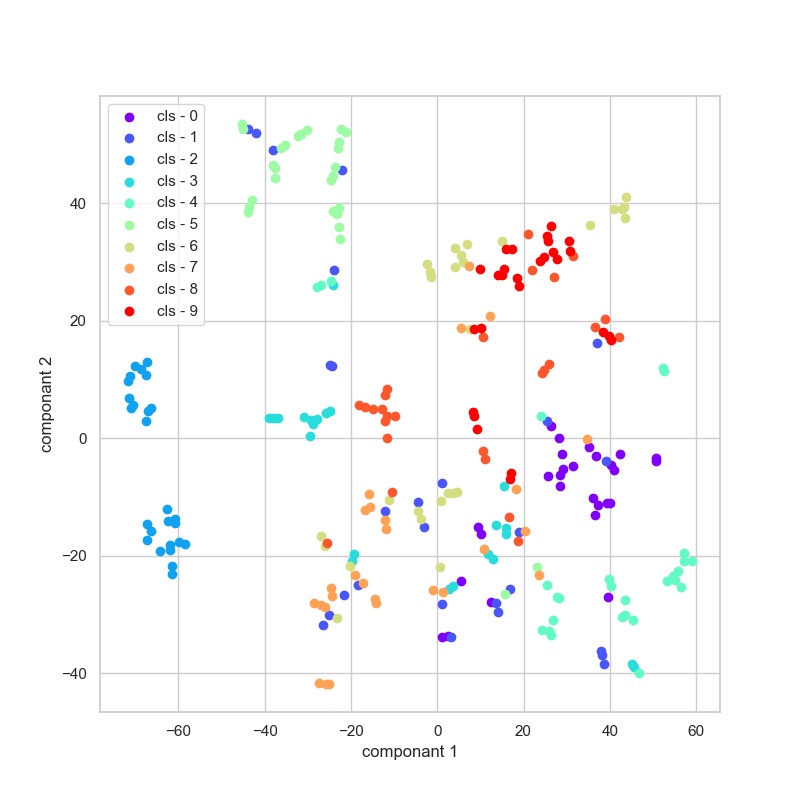 cls - 0
cls - 1
cls - 2
cls - 3
cls - 4
cls - 5
cls - 6
cls - 7
cls - 8
cls - 9
40
20
0
−20
−40
componant 2
−60 −40 −20 0 20 40 60
componant 1